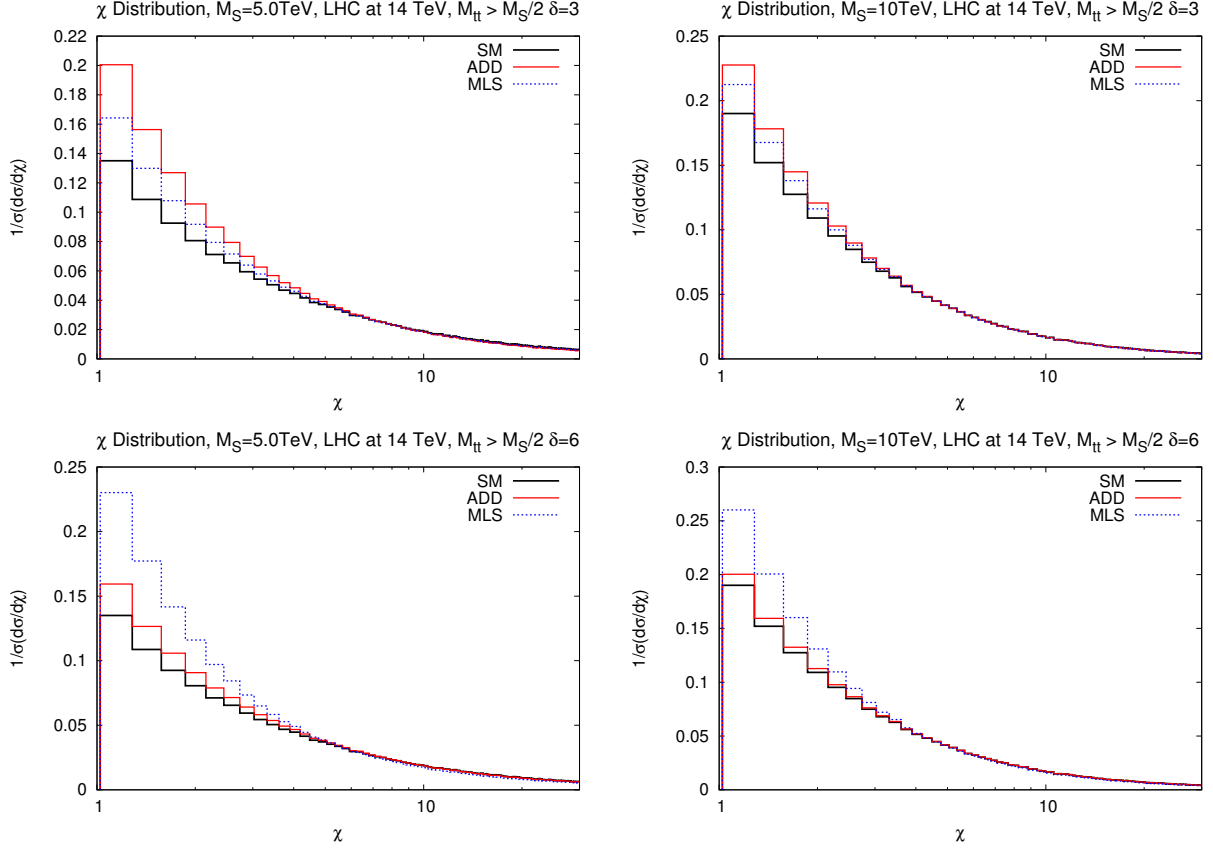 χ Distribution, M_S=5.0TeV, LHC at 14 TeV, M_tt > M_S/2 δ=3
0.22
0.2
0.18
0.16
0.14
0.12
0.1
0.08
0.06
0.04
0.02
0
1/σ(dσ/dχ)
SM
ADD
MLS
1
10
χ
χ Distribution, M_S=10TeV, LHC at 14 TeV, M_tt > M_S/2 δ=3
0.25
0.2
0.15
0.1
0.05
0
1/σ(dσ/dχ)
SM
ADD
MLS
1
10
χ
χ Distribution, M_S=5.0TeV, LHC at 14 TeV, M_tt > M_S/2 δ=6
0.25
0.2
0.15
0.1
0.05
0
1/σ(dσ/dχ)
SM
ADD
MLS
1
10
χ
χ Distribution, M_S=10TeV, LHC at 14 TeV, M_tt > M_S/2 δ=6
0.3
0.25
0.2
0.15
0.1
0.05
0
1/σ(dσ/dχ)
SM
ADD
MLS
1
10
χ